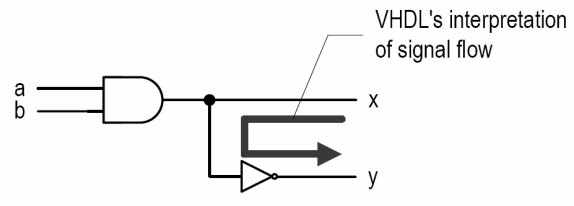 VHDL's interpretation
of signal flow
a
b
x
y